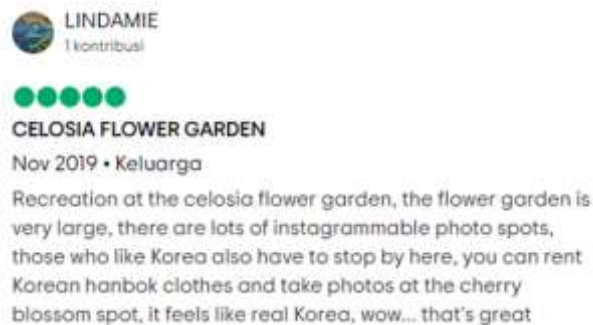 LINDAMIE
1 kontribusi
CELOSIA FLOWER GARDEN
Nov 2019 • Keluarga
Recreation at the celosia flower garden, the flower garden is
very large, there are lots of instagrammable photo spots,
those who like Korea also have to stop by here, you can rent
Korean hanbok clothes and take photos at the cherry
blossom spot, it feels like real Korea, wow... that's great